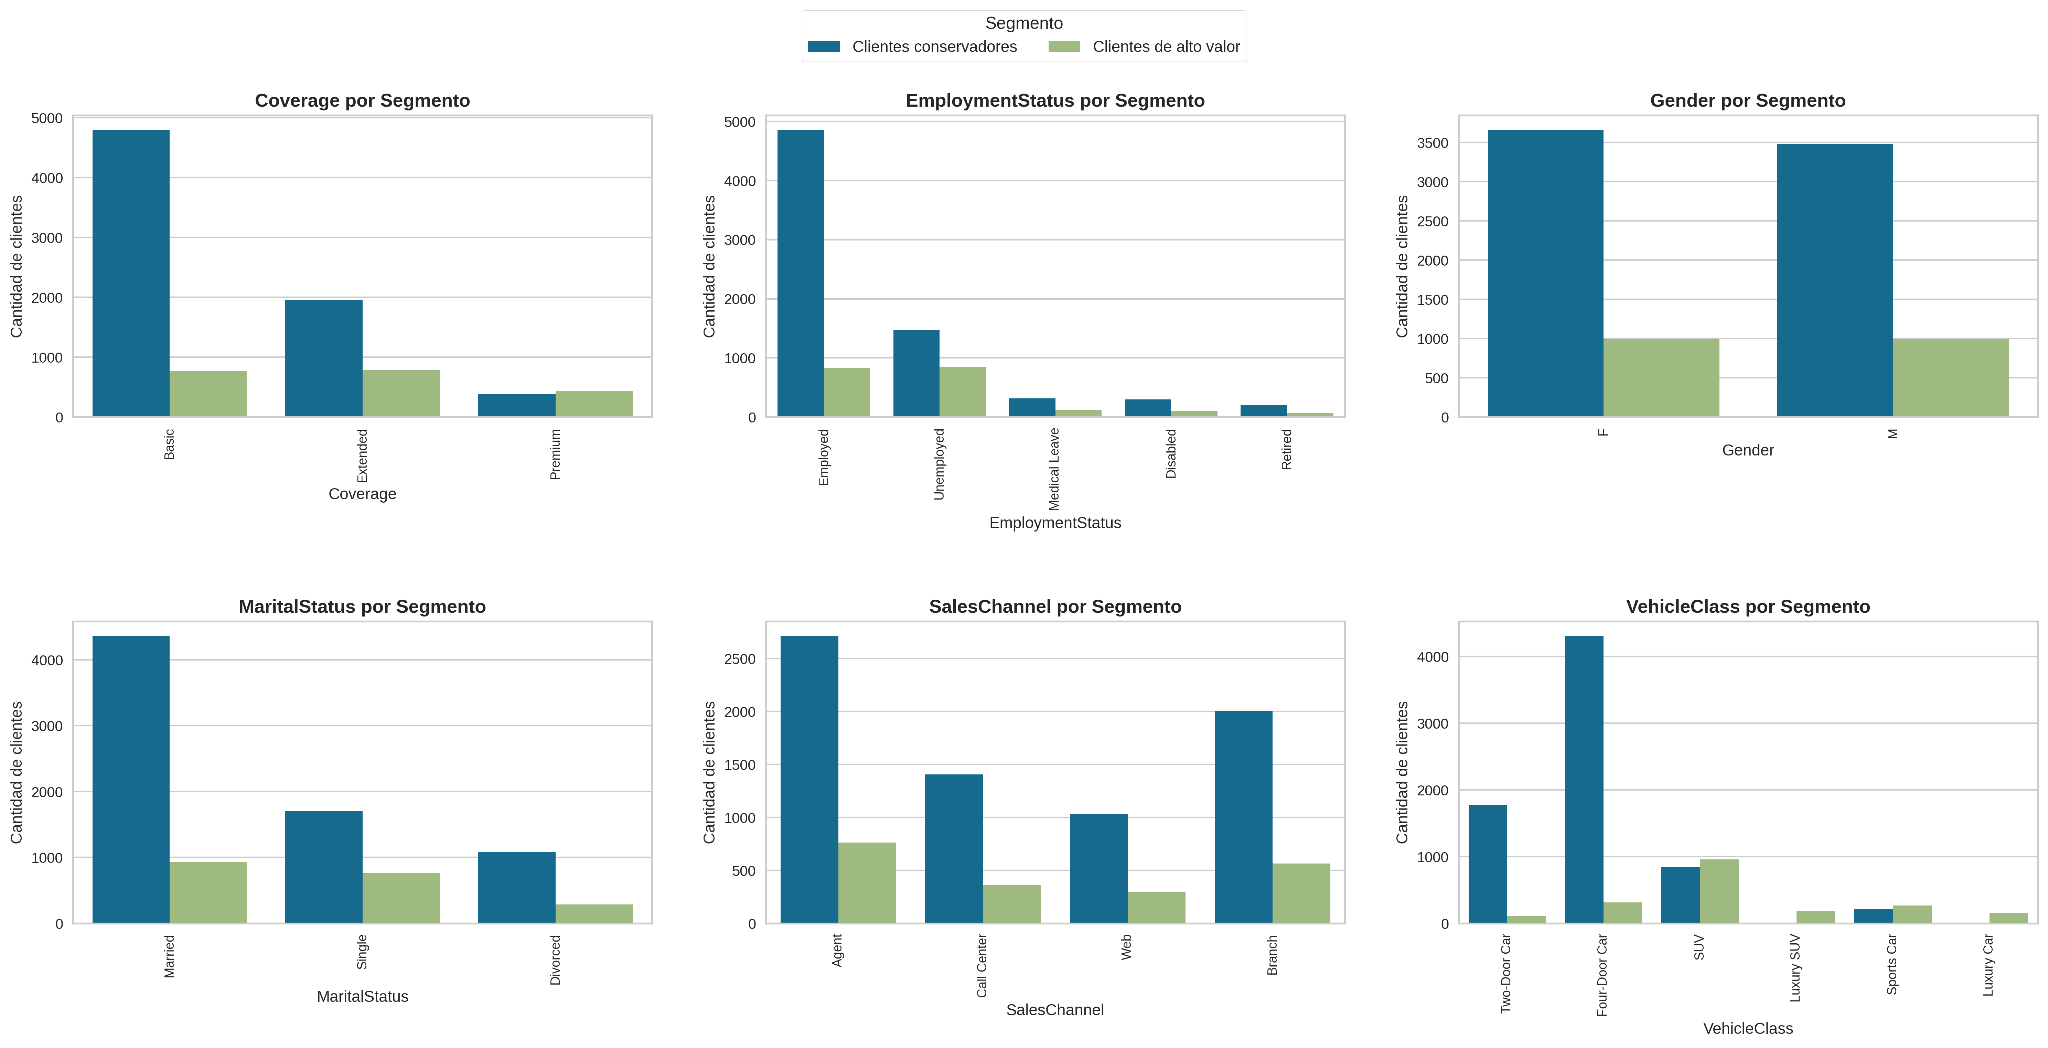 Segmento
Clientes conservadores Clientes de alto valor
Coverage por Segmento
Cantidad de clientes
5000
4000
3000
2000
1000
0
Basic
Extended
Premium
Coverage
EmploymentStatus por Segmento
Cantidad de clientes
5000
4000
3000
2000
1000
0
Employed
Unemployed
Medical Leave
Disabled
Retired
EmploymentStatus
Gender por Segmento
Cantidad de clientes
3500
3000
2500
2000
1500
1000
500
0
F
M
Gender
MaritalStatus por Segmento
Cantidad de clientes
4000
3000
2000
1000
0
Married
Single
Divorced
MaritalStatus
SalesChannel por Segmento
Cantidad de clientes
2500
2000
1500
1000
500
0
Agent
Call Center
Web
Branch
SalesChannel
VehicleClass por Segmento
Cantidad de clientes
4000
3000
2000
1000
0
Two-Door Car
Four-Door Car
SUV
Luxury SUV
Sports Car
Luxury Car
VehicleClass